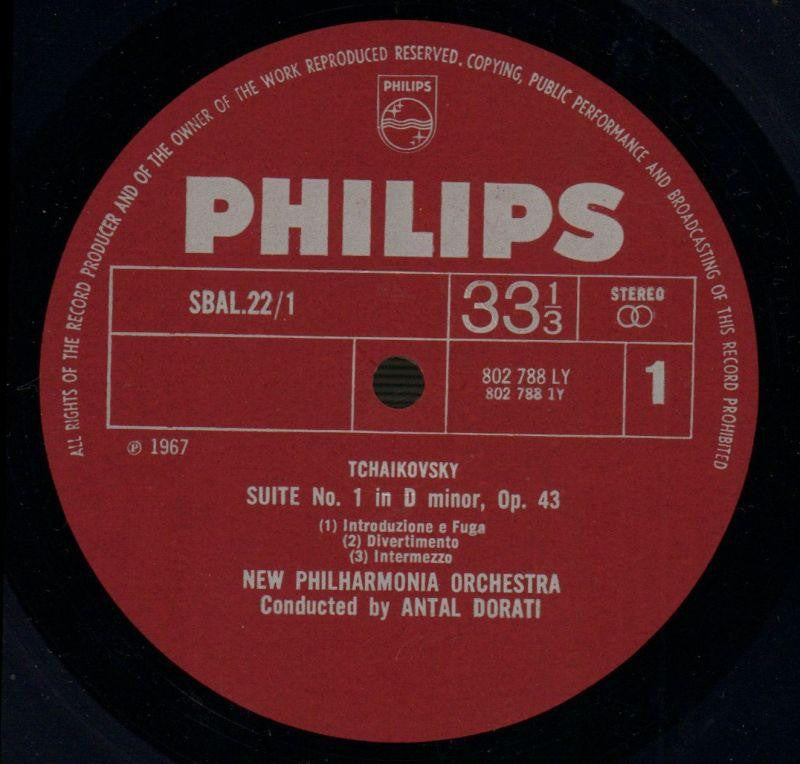 ALL RIGHTS OF THE RECORD PRODUCER AND OF THE OWNER OF THE WORK REPRODUCED RESERVED. COPYING, PUBLIC PERFORMANCE AND BROADCASTING OF THIS RECORD PROHIBITED
PHILIPS
PHILIPS
SBAL.22/1
33 1/3
STEREO
802 788 LY
802 788 1Y
1
℗ 1967
TCHAIKOVSKY
SUITE No. 1 in D minor, Op. 43
(1) Introduzione e Fuga
(2) Divertimento
(3) Intermezzo
NEW PHILHARMONIA ORCHESTRA
Conducted by ANTAL DORATI